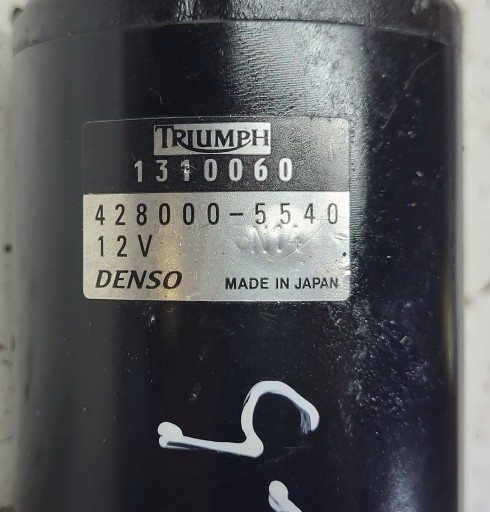 TRIUMPH
1310060
428000-5540
12V
DENSO MADE IN JAPAN